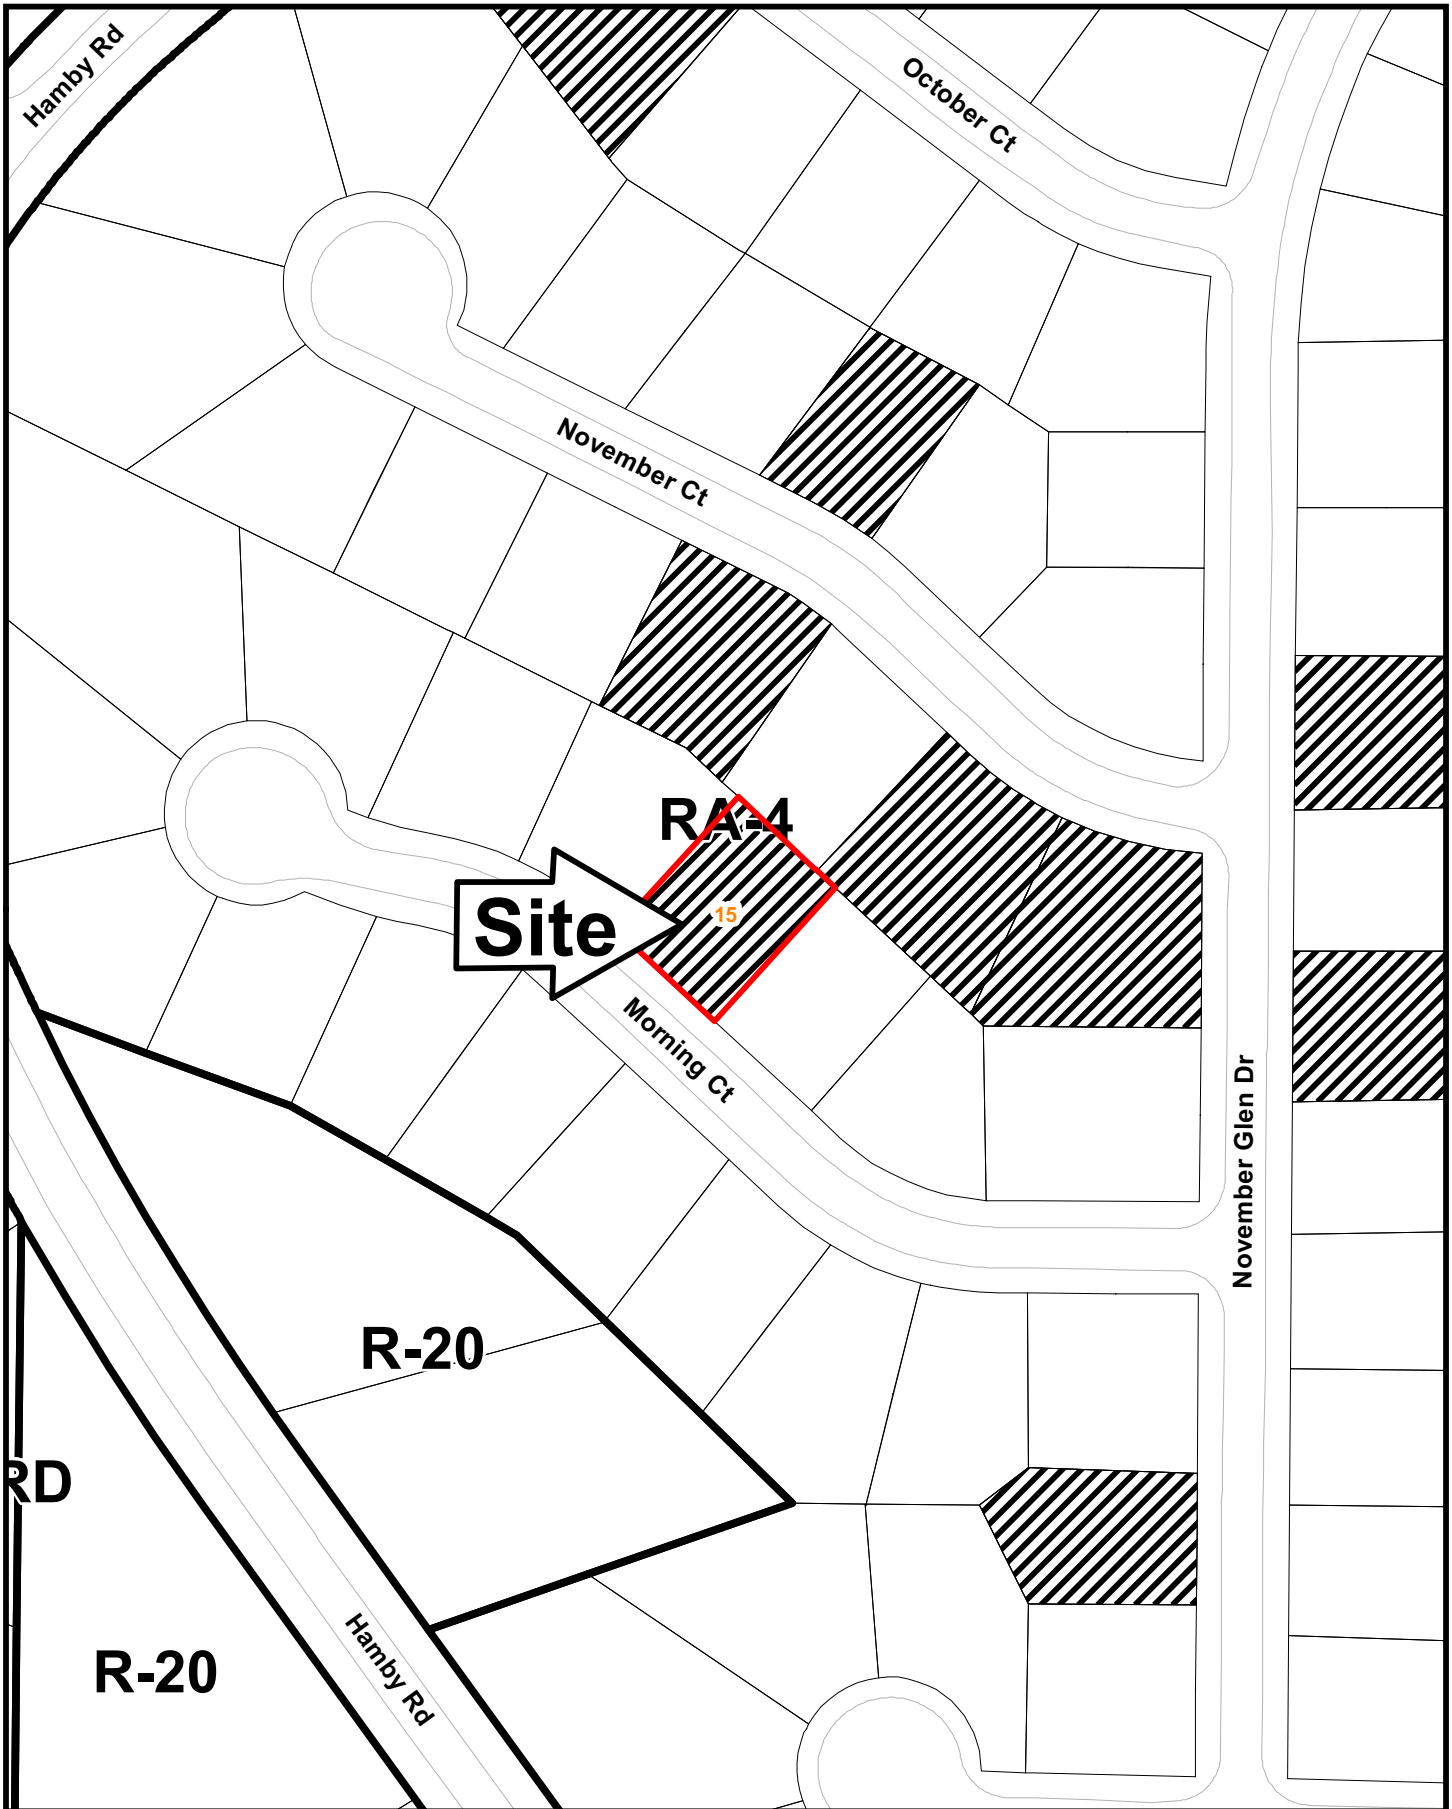 Hamby Rd
October Ct
November Ct
RA-4
15
Site
Morning Ct
November Glen Dr
R-20
RD
R-20
Hamby Rd